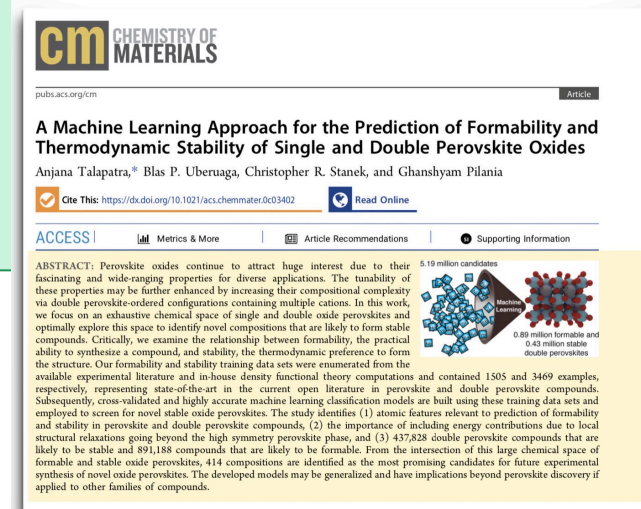 cm CHEMISTRY OF
MATERIALS
pubs.acs.org/cm
Article
A Machine Learning Approach for the Prediction of Formability and
Thermodynamic Stability of Single and Double Perovskite Oxides
Anjana Talapatra,* Blas P. Uberuaga, Christopher R. Stanek, and Ghanshyam Pilania
Cite This: https://dx.doi.org/10.1021/acs.chemmater.0c03402
Read Online
ACCESS
Metrics & More
Article Recommendations
SI Supporting Information
ABSTRACT: Perovskite oxides continue to attract huge interest due to their
fascinating and wide-ranging properties for diverse applications. The tunability of
these properties may be further enhanced by increasing their compositional complexity
via double perovskite-ordered configurations containing multiple cations. In this work,
we focus on an exhaustive chemical space of single and double oxide perovskites and
optimally explore this space to identify novel compositions that are likely to form stable
compounds. Critically, we examine the relationship between formability, the practical
ability to synthesize a compound, and stability, the thermodynamic preference to form
the structure. Our formability and stability training data sets were enumerated from the
5.19 million candidates
Machine
Learning
0.89 million formable and
0.43 million stable
double perovskites
available experimental literature and in-house density functional theory computations and contained 1505 and 3469 examples,
respectively, representing state-of-the-art in the current open literature in perovskite and double perovskite compounds.
Subsequently, cross-validated and highly accurate machine learning classification models are built using these training data sets and
employed to screen for novel stable oxide perovskites. The study identifies (1) atomic features relevant to prediction of formability
and stability in perovskite and double perovskite compounds, (2) the importance of including energy contributions due to local
structural relaxations going beyond the high symmetry perovskite phase, and (3) 437,828 double perovskite compounds that are
likely to be stable and 891,188 compounds that are likely to be formable. From the intersection of this large chemical space of
formable and stable oxide perovskites, 414 compositions are identified as the most promising candidates for future experimental
synthesis of novel oxide perovskites. The developed models may be generalized and have implications beyond perovskite discovery if
applied to other families of compounds.